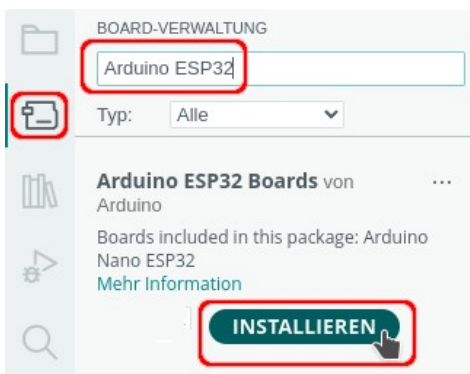 BOARD-VERWALTUNG
Arduino ESP32
Typ: Alle
Arduino ESP32 Boards von
Arduino
Boards included in this package: Arduino
Nano ESP32
Mehr Information
INSTALLIEREN